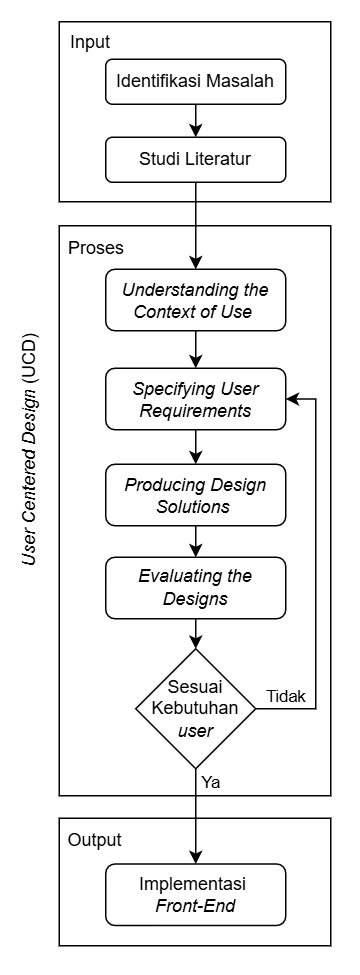 Input
Identifikasi Masalah
Studi Literatur
User Centered Design (UCD)
Proses
Understanding the
Context of Use
Specifying User
Requirements
Producing Design
Solutions
Evaluating the
Designs
Sesuai
Kebutuhan
user
Tidak
Ya
Output
Implementasi
Front-End